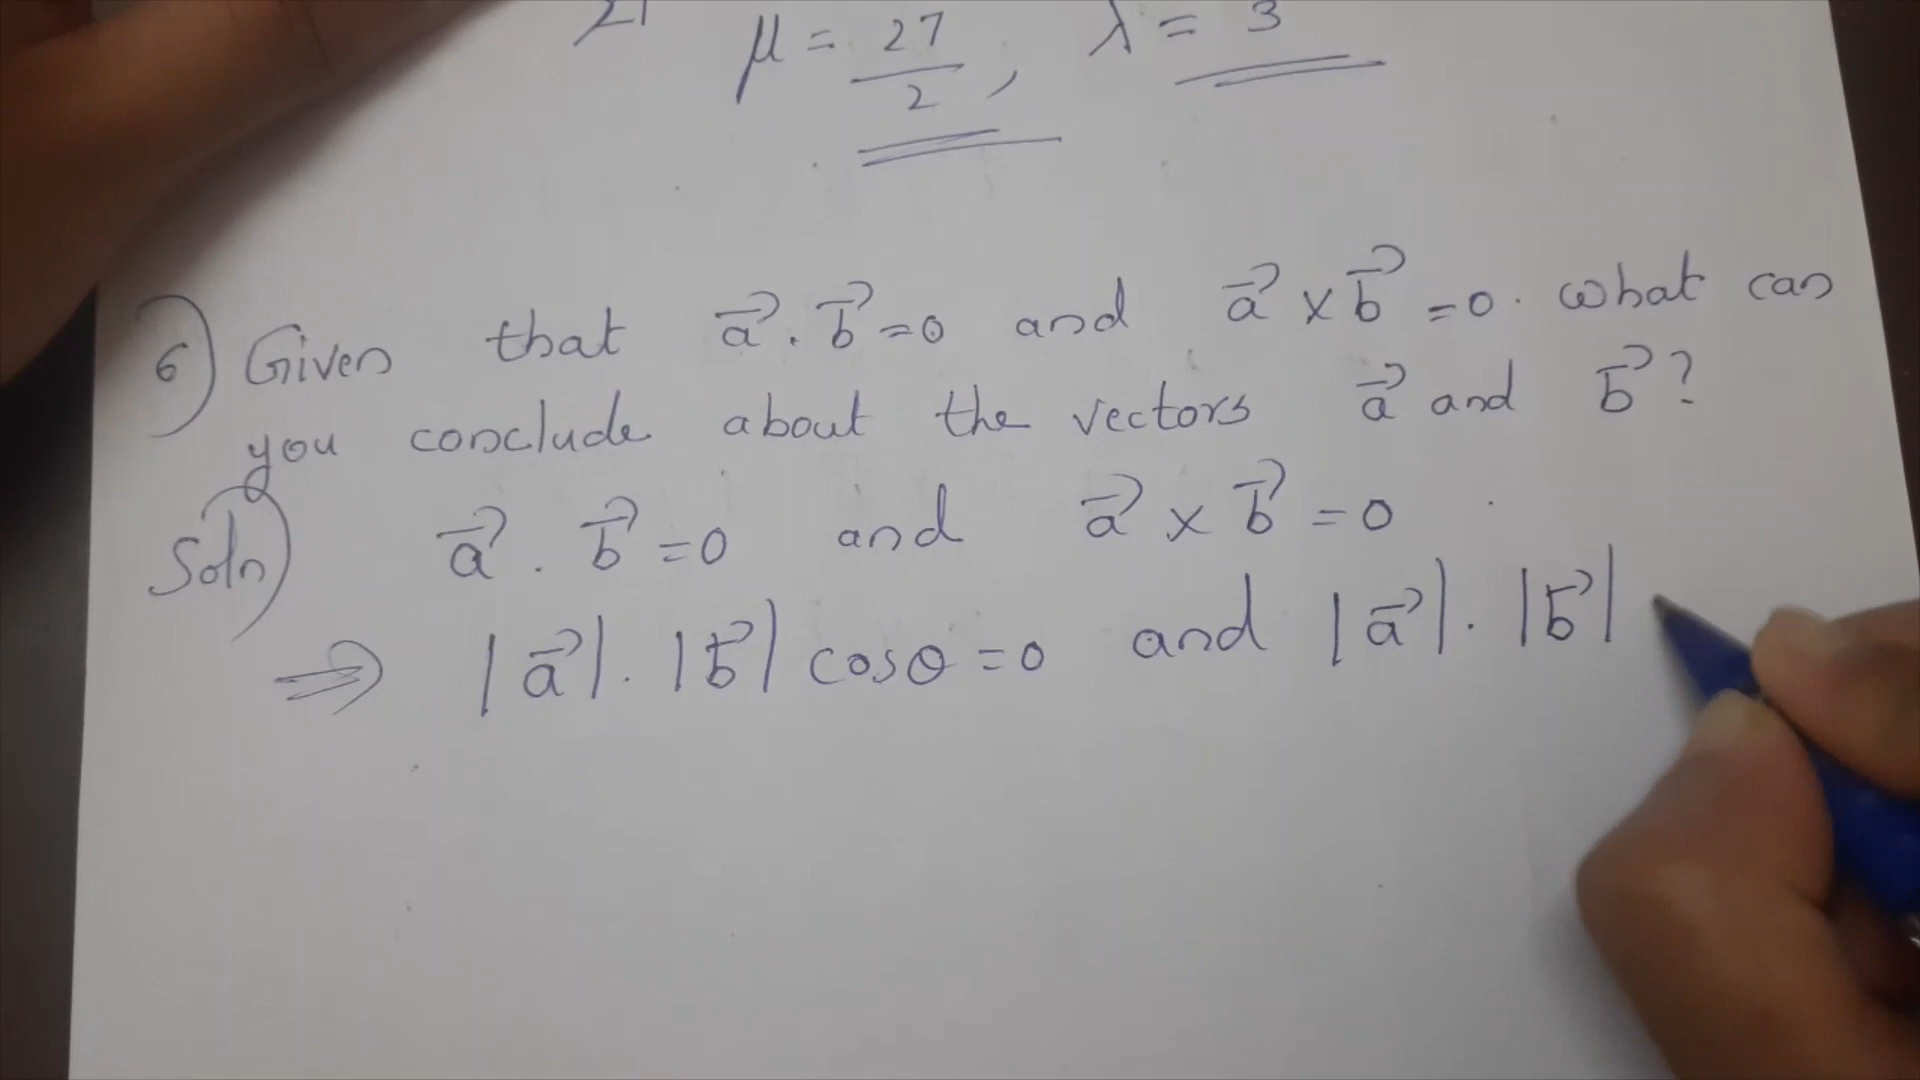 μ = 27/2 , λ = 3
6) Given that a⃗ . b⃗ = 0 and a⃗ × b⃗ = 0. What can
you conclude about the vectors a⃗ and b⃗ ?
Soln) a⃗ . b⃗ = 0 and a⃗ × b⃗ = 0
⇒ |a⃗| . |b⃗| cosθ = 0 and |a⃗| . |b⃗|